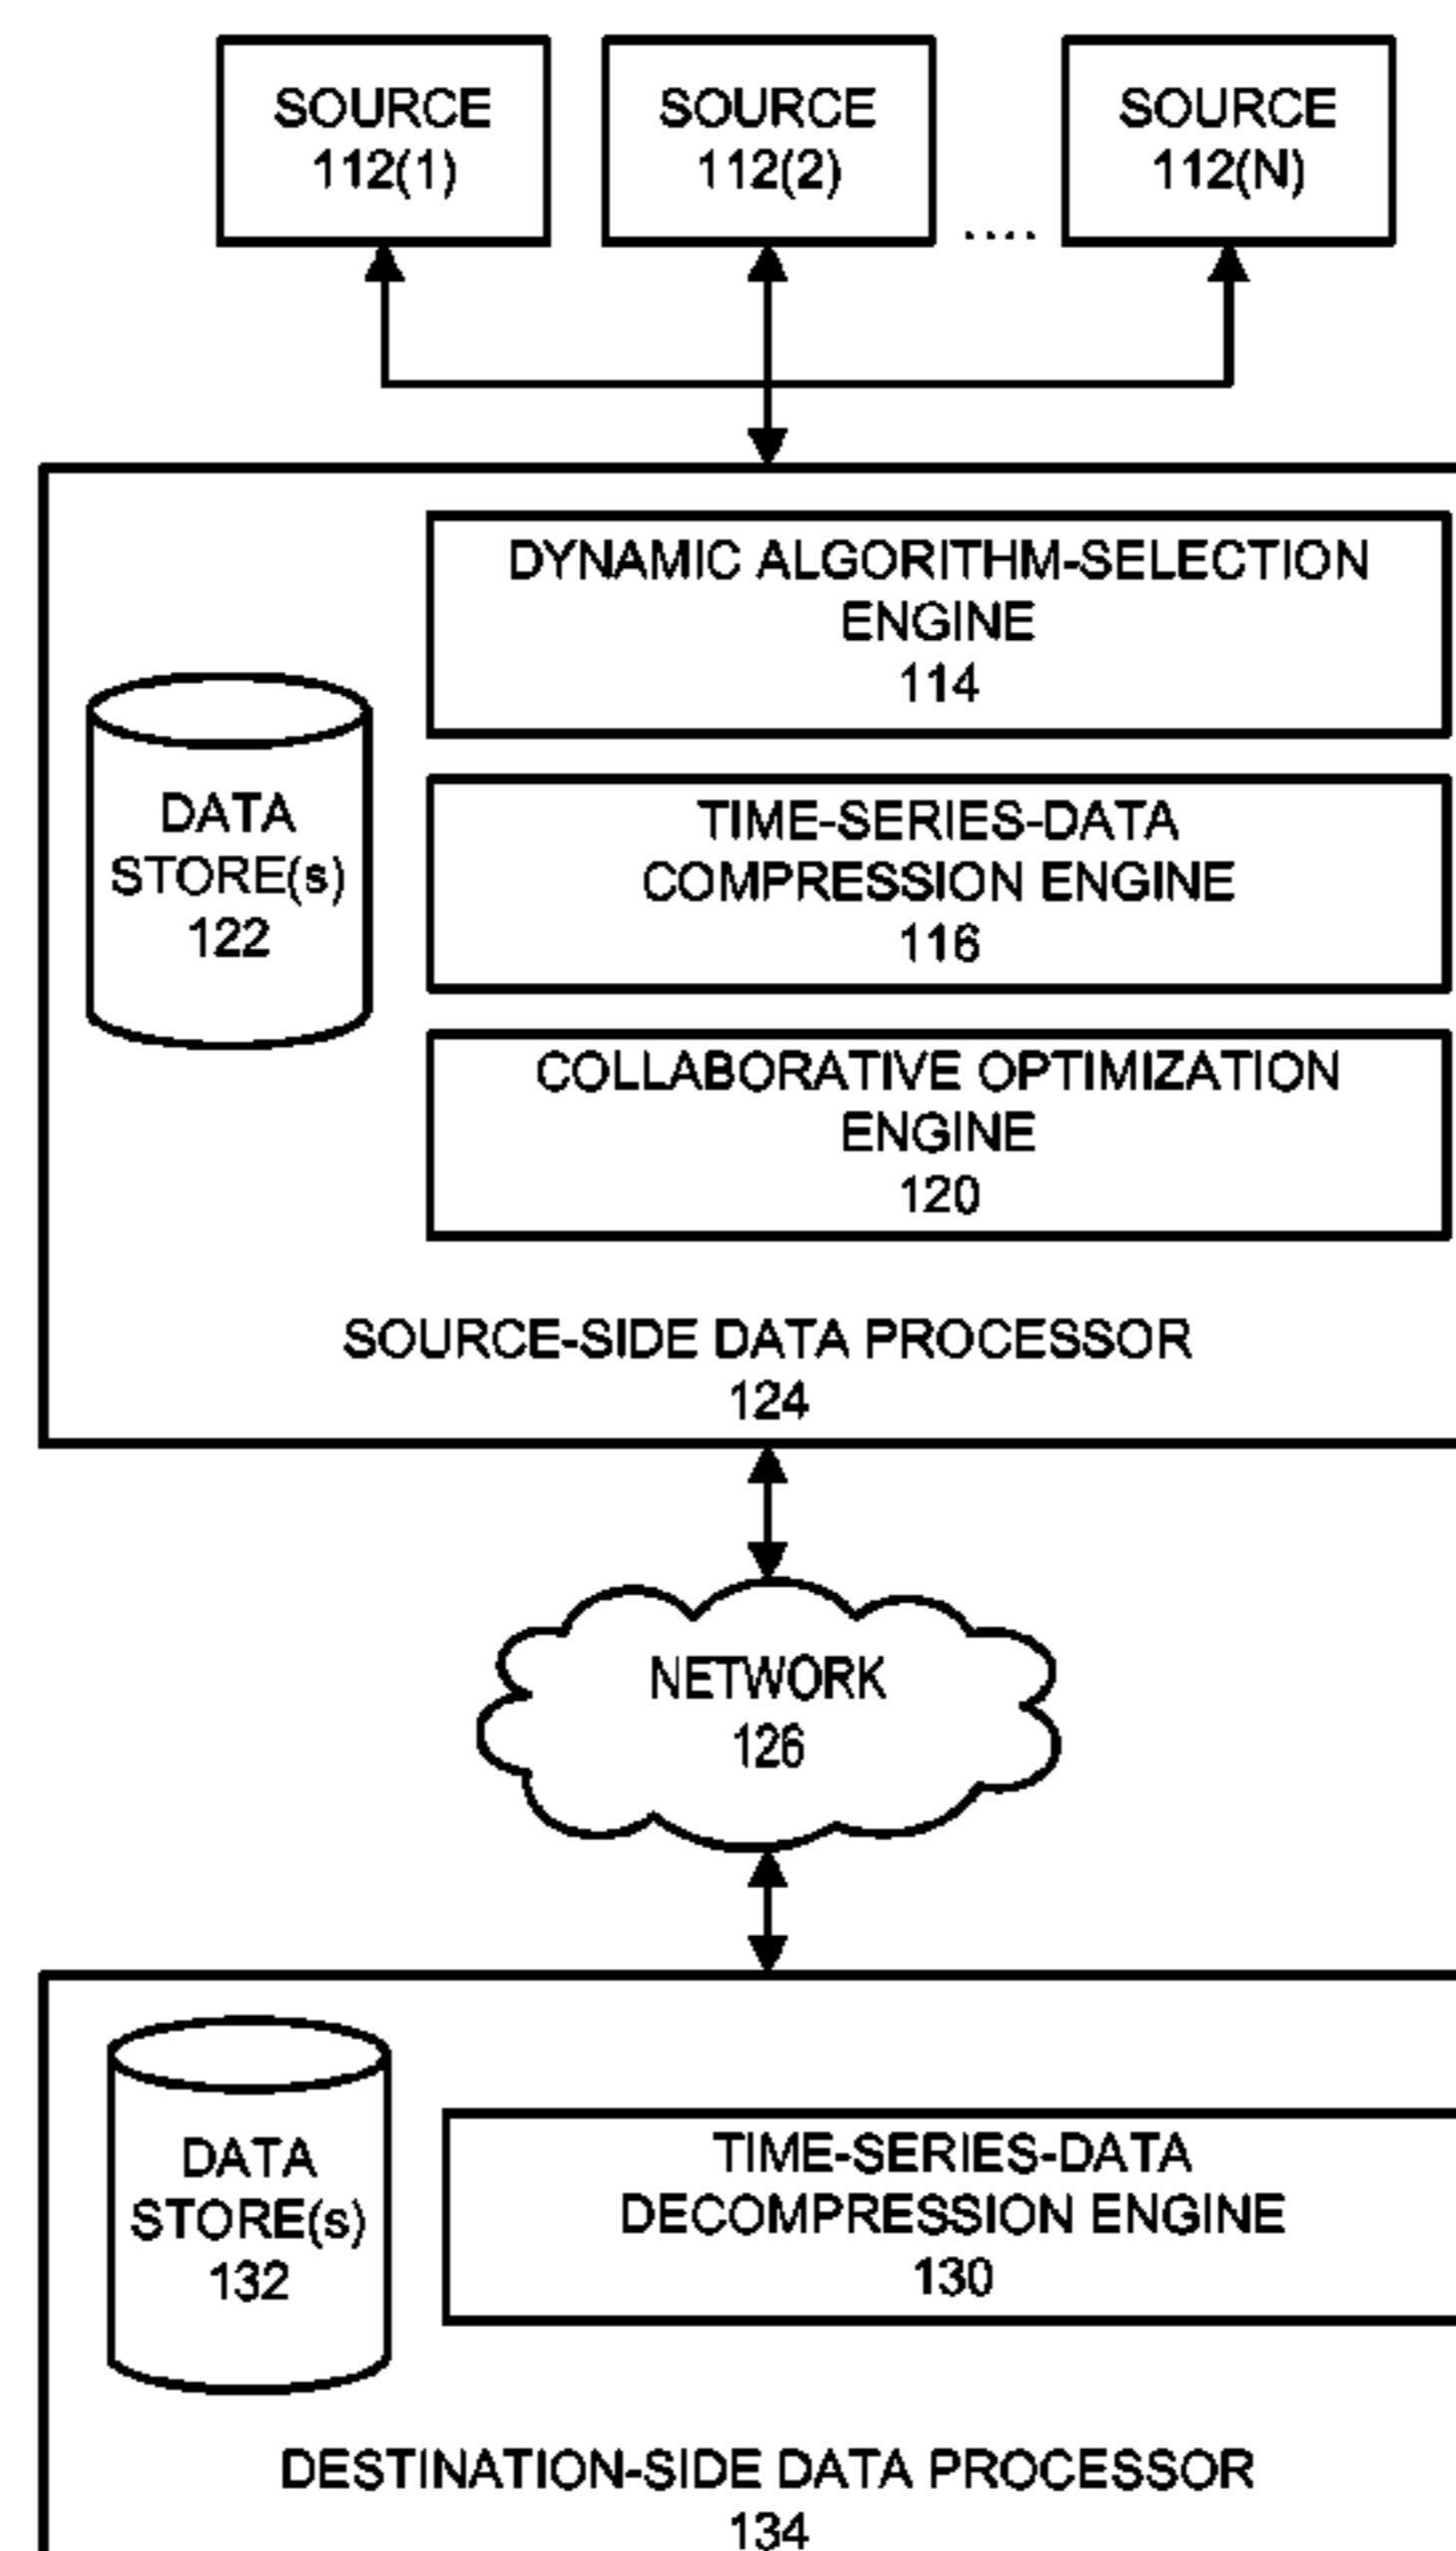 SOURCE
112(1)
SOURCE
112(2)
....
SOURCE
112(N)
DYNAMIC ALGORITHM-SELECTION
ENGINE
114
DATA
STORE(s)
122
TIME-SERIES-DATA
COMPRESSION ENGINE
116
COLLABORATIVE OPTIMIZATION
ENGINE
120
SOURCE-SIDE DATA PROCESSOR
124
NETWORK
126
DATA
STORE(s)
132
TIME-SERIES-DATA
DECOMPRESSION ENGINE
130
DESTINATION-SIDE DATA PROCESSOR
134